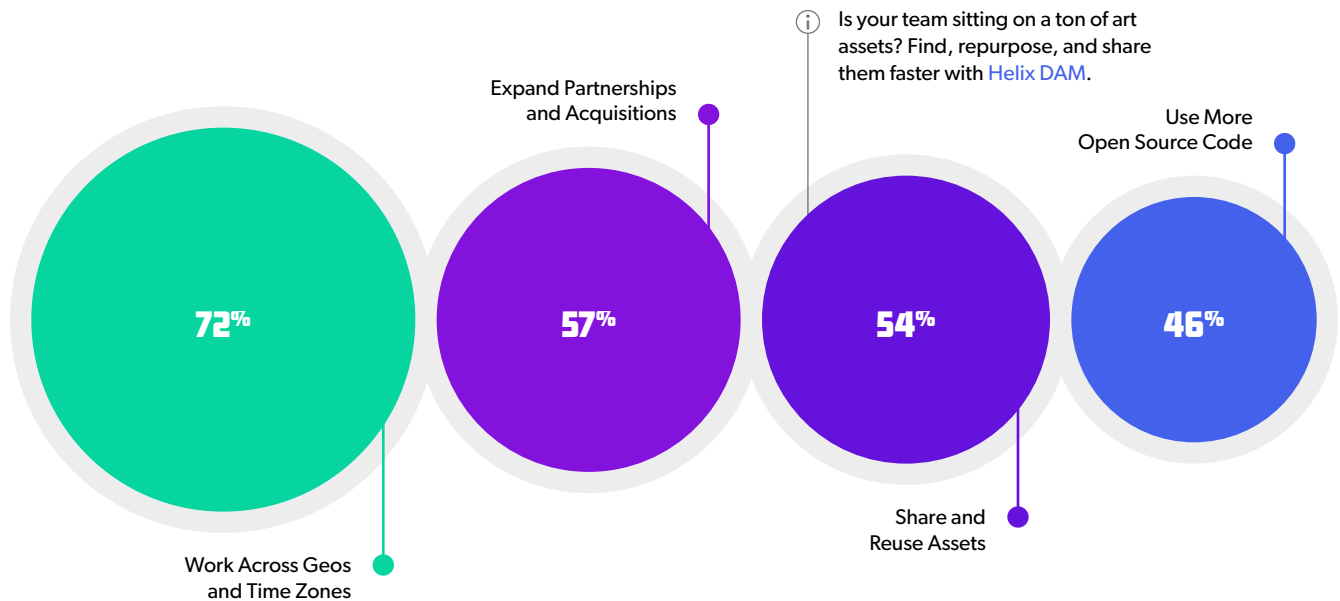 Is your team sitting on a ton of art
assets? Find, repurpose, and share
them faster with Helix DAM.
Expand Partnerships
and Acquisitions
Use More
Open Source Code
72%
57%
54%
46%
Share and
Reuse Assets
Work Across Geos
and Time Zones